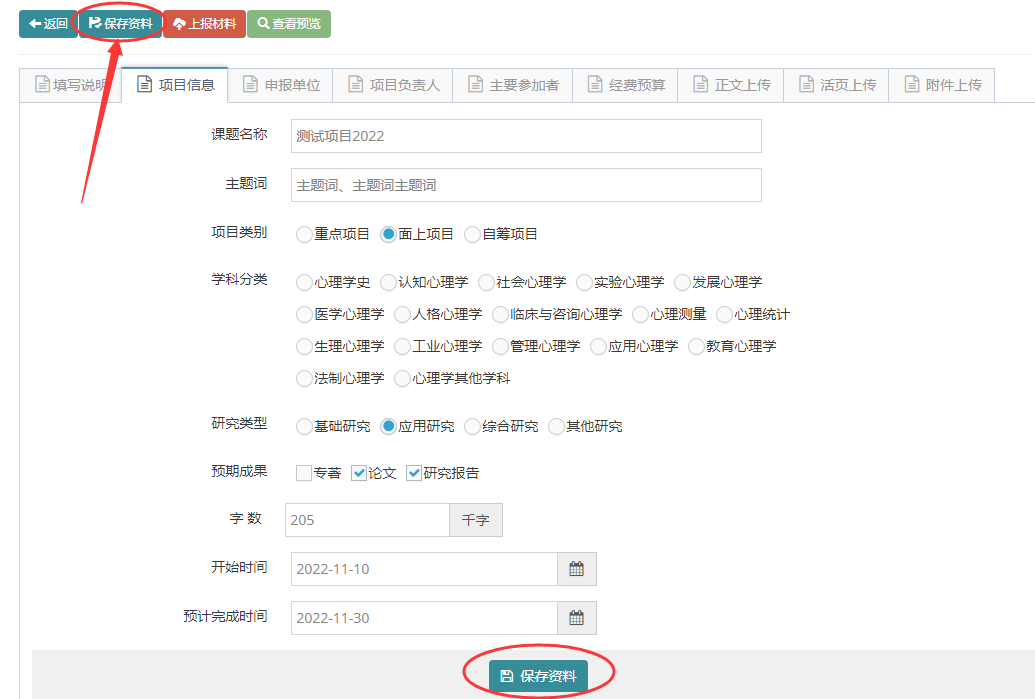 返回 保存资料 上报材料 查看预览
填写说明 项目信息 申报单位 项目负责人 主要参加者 经费预算 正文上传 活页上传 附件上传
课题名称 测试项目2022
主题词 主题词、主题词主题词
项目类别 重点项目 面上项目 自筹项目
学科分类 心理学史 认知心理学 社会心理学 实验心理学 发展心理学
医学心理学 人格心理学 临床与咨询心理学 心理测量 心理统计
生理心理学 工业心理学 管理心理学 应用心理学 教育心理学
法制心理学 心理学其他学科
研究类型 基础研究 应用研究 综合研究 其他研究
预期成果 专著 论文 研究报告
字 数 205 千字
开始时间 2022-11-10
预计完成时间 2022-11-30
保存资料